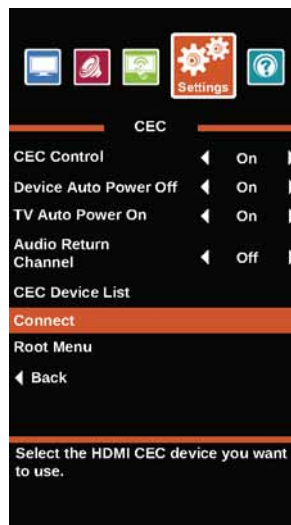 Settings
CEC
CEC Control On
Device Auto Power Off On
TV Auto Power On On
Audio Return
Channel Off
CEC Device List
Connect
Root Menu
Back
Select the HDMI CEC device you want
to use.